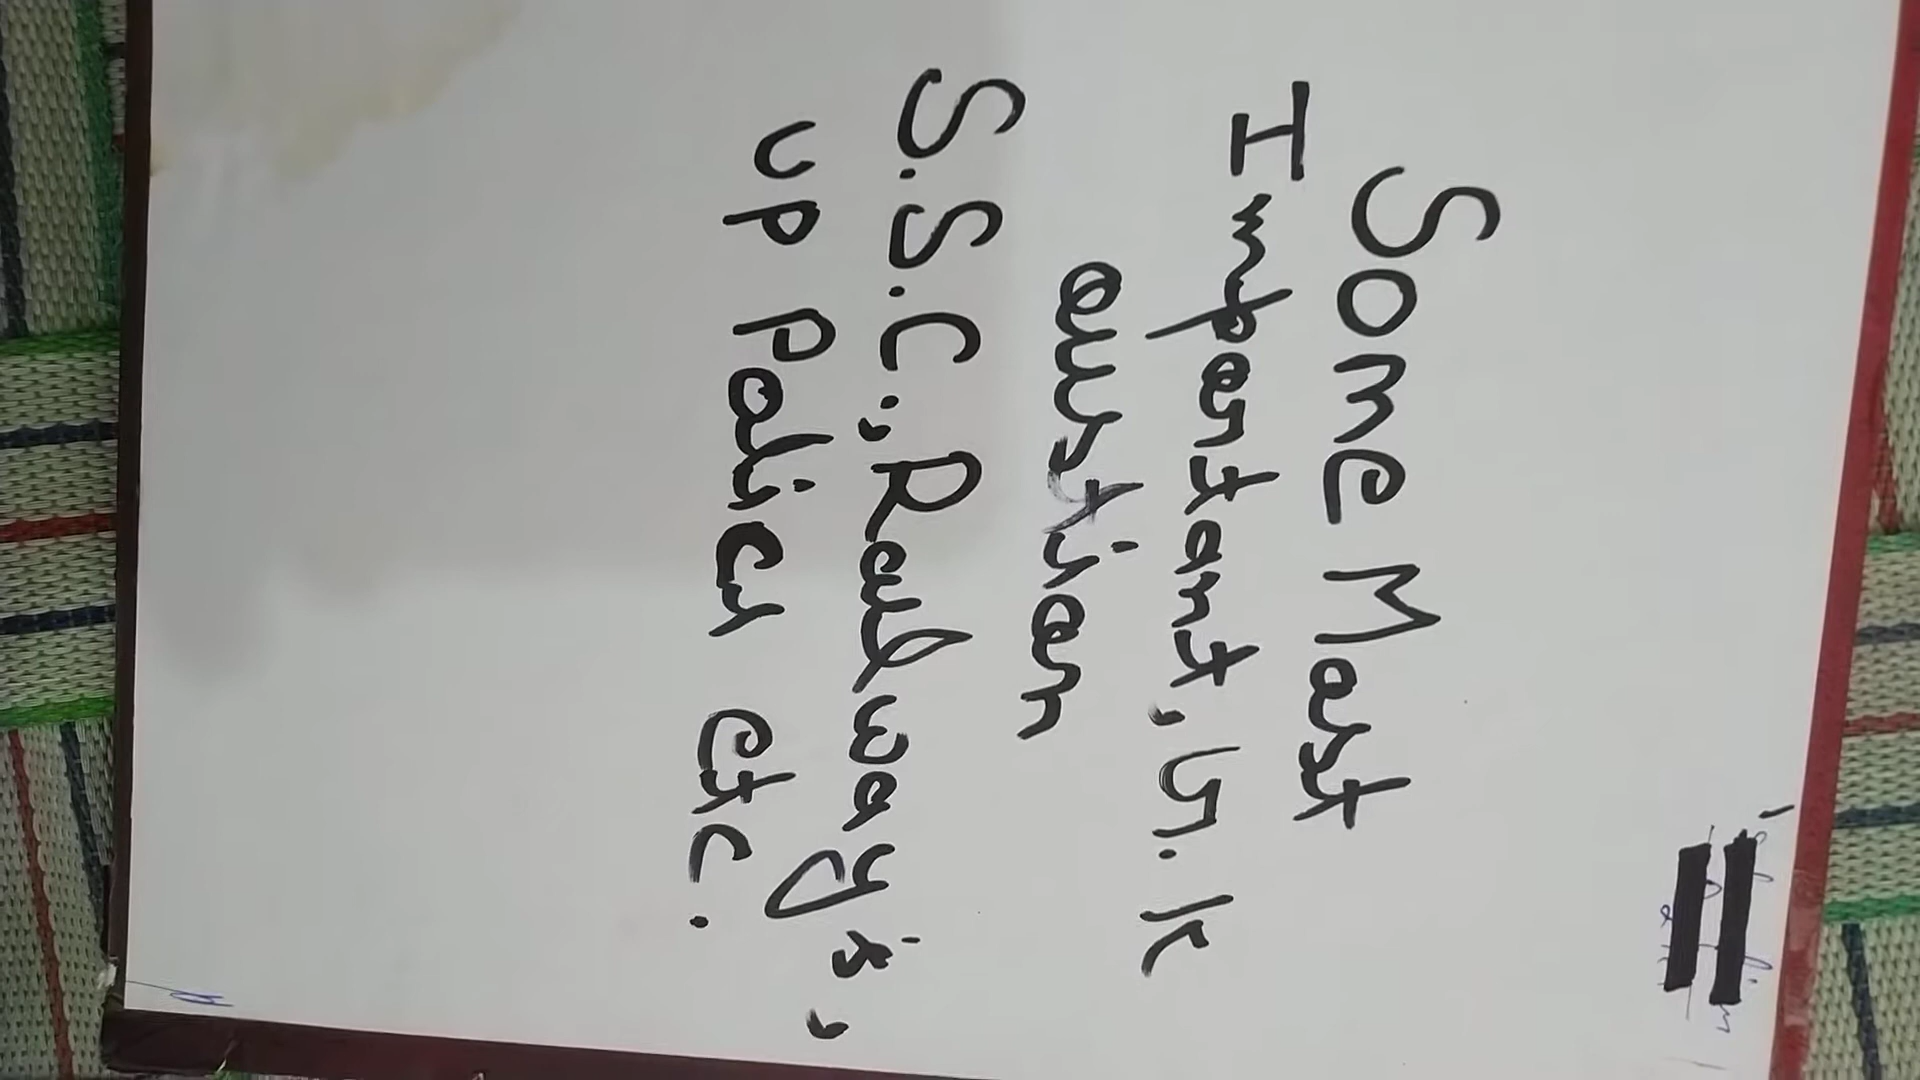 Some Most
Important, G.K
question
S.S.C., Railway's,
UP Police etc.